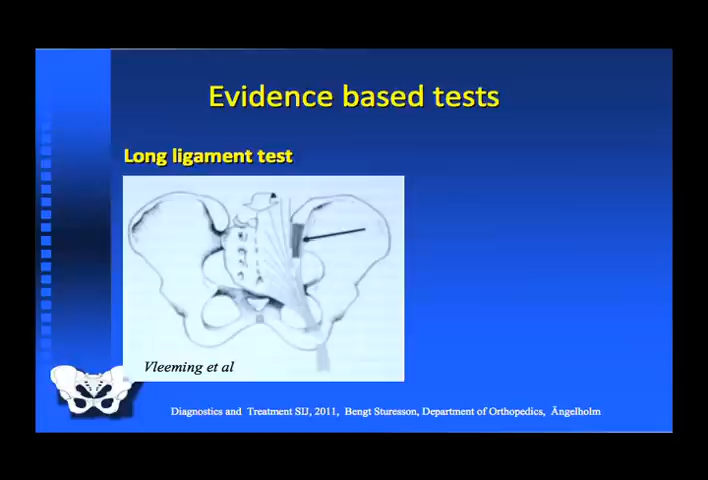 Evidence based tests
Long ligament test
Vleeming et al
Diagnostics and Treatment SIJ, 2011, Bengt Sturesson, Department of Orthopedics, Ängelholm